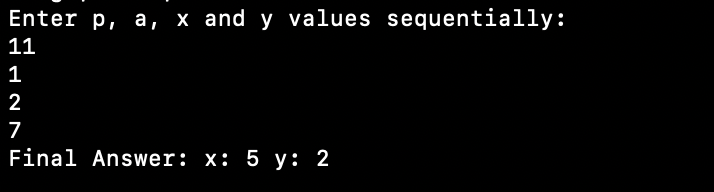 Enter p, a, x and y values sequentially:
11
1
2
7
Final Answer: x: 5 y: 2